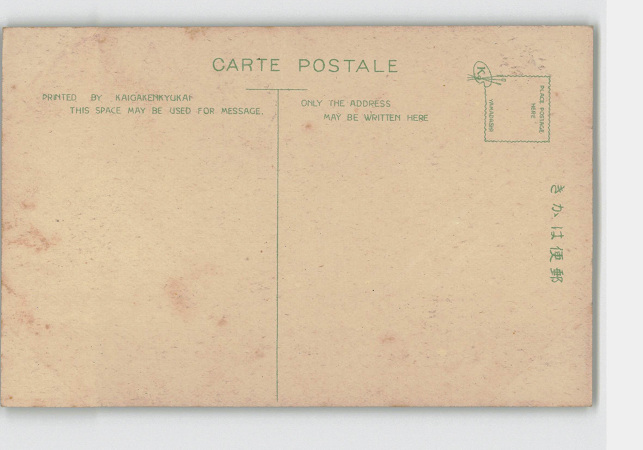 CARTE POSTALE
PRINTED BY KAIGAKENKYUKAI
THIS SPACE MAY BE USED FOR MESSAGE.
ONLY THE ADDRESS
MAY BE WRITTEN HERE
PLACE POSTAGE
HERE
きかは便郵